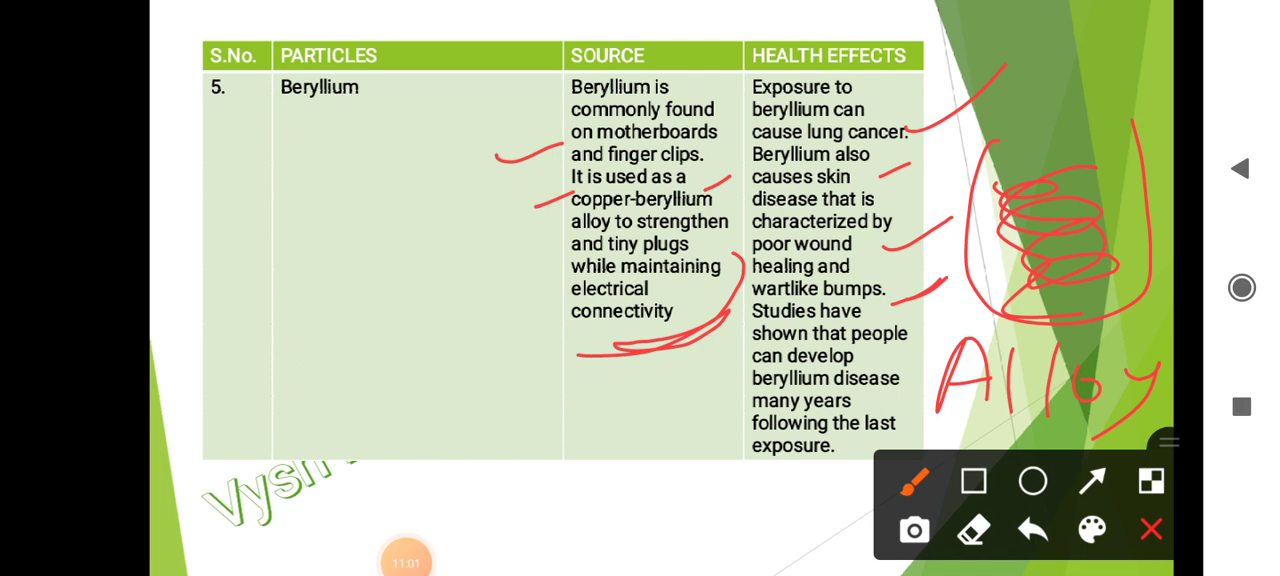 S.No. PARTICLES SOURCE HEALTH EFFECTS
5. Beryllium
Beryllium is
commonly found
on motherboards
and finger clips.
It is used as a
copper-beryllium
alloy to strengthen
and tiny plugs
while maintaining
electrical
connectivity
Exposure to
beryllium can
cause lung cancer.
Beryllium also
causes skin
disease that is
characterized by
poor wound
healing and
wartlike bumps.
Studies have
shown that people
can develop
beryllium disease
many years
following the last
exposure.
Alloy
11:01